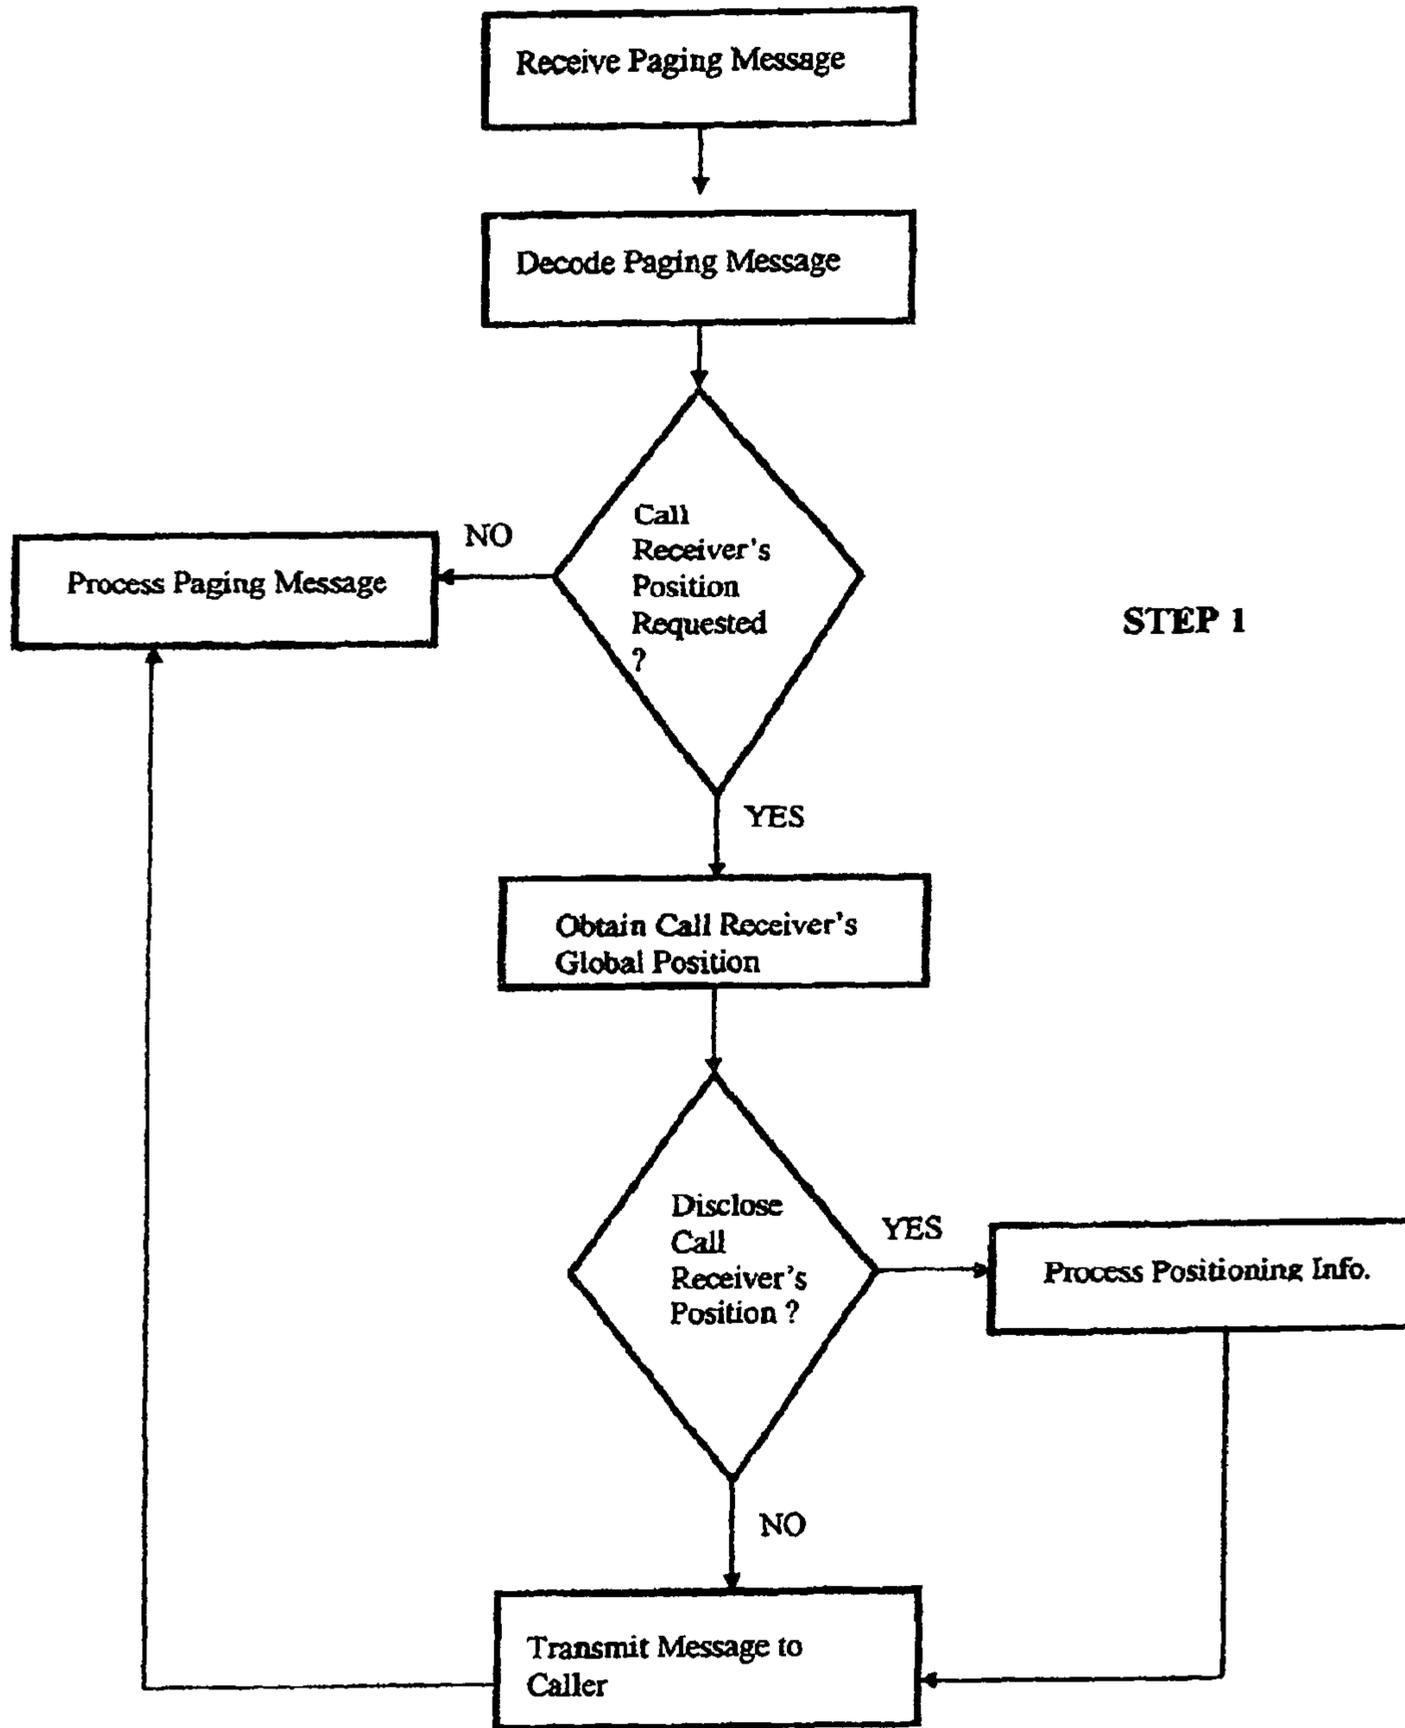 Receive Paging Message
Decode Paging Message
Call
Receiver's
Position
Requested
?
NO
Process Paging Message
STEP 1
YES
Obtain Call Receiver's
Global Position
Disclose
Call
Receiver's
Position ?
YES
Process Positioning Info.
NO
Transmit Message to
Caller